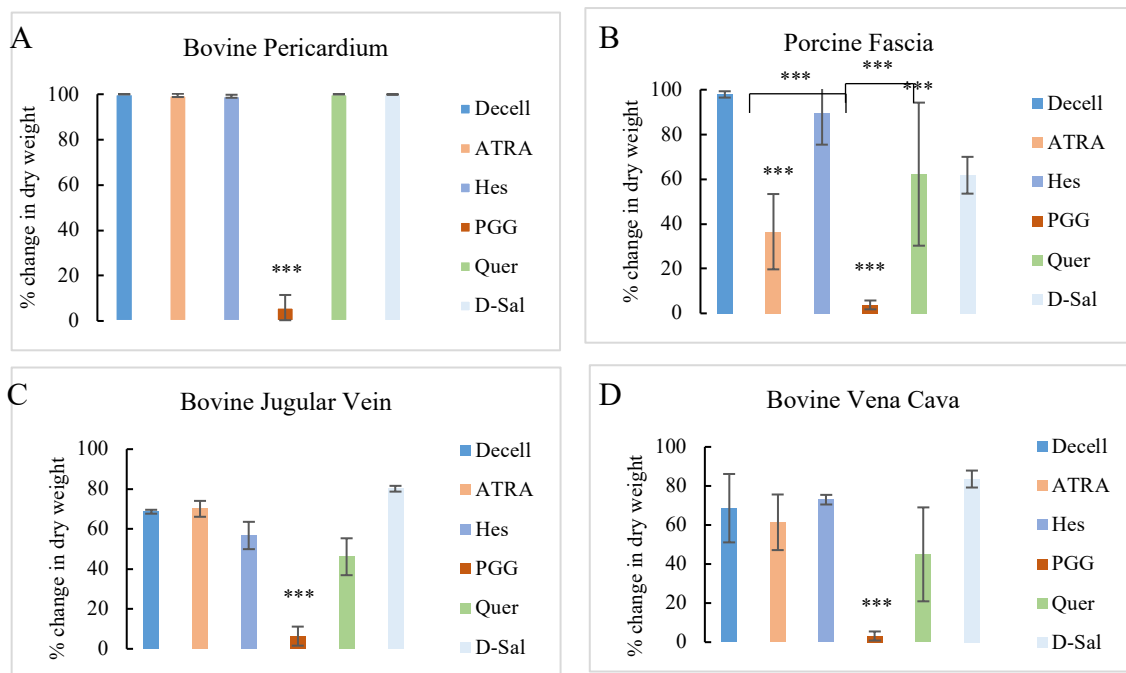 A
Bovine Pericardium
% change in dry weight
100
80
60
40
20
0
***
Decell
ATRA
Hes
PGG
Quer
D-Sal
B
Porcine Fascia
% change in dry weight
100
80
60
40
20
0
***
***
***
***
***
Decell
ATRA
Hes
PGG
Quer
D-Sal
C
Bovine Jugular Vein
% change in dry weight
100
80
60
40
20
0
***
Decell
ATRA
Hes
PGG
Quer
D-Sal
D
Bovine Vena Cava
% change in dry weight
100
80
60
40
20
0
***
Decell
ATRA
Hes
PGG
Quer
D-Sal